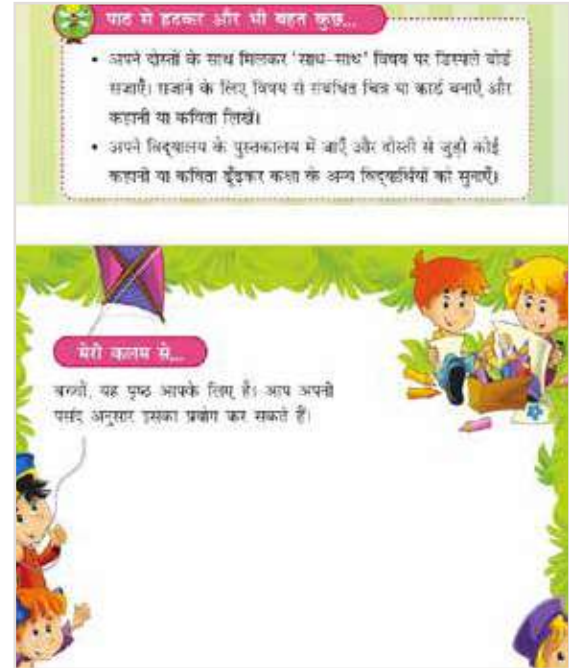 पाठ से हटकर और भी बहुत कुछ...
• अपने दोस्तों के साथ मिलकर 'साथ-साथ' विषय पर डिस्प्ले बोर्ड
सजाएँ। सजाने के लिए विषय से संबंधित चित्र या कार्ड बनाएँ और
कहानी या कविता लिखें।
• अपने विद्यालय के पुस्तकालय में जाएँ और दोस्ती से जुड़ी कोई
कहानी या कविता ढूँढ़कर कक्षा के अन्य विद्यार्थियों को सुनाएँ।
मेरी कलम से...
बच्चो, यह पृष्ठ आपके लिए है। आप अपनी
पसंद अनुसार इसका प्रयोग कर सकते हैं।